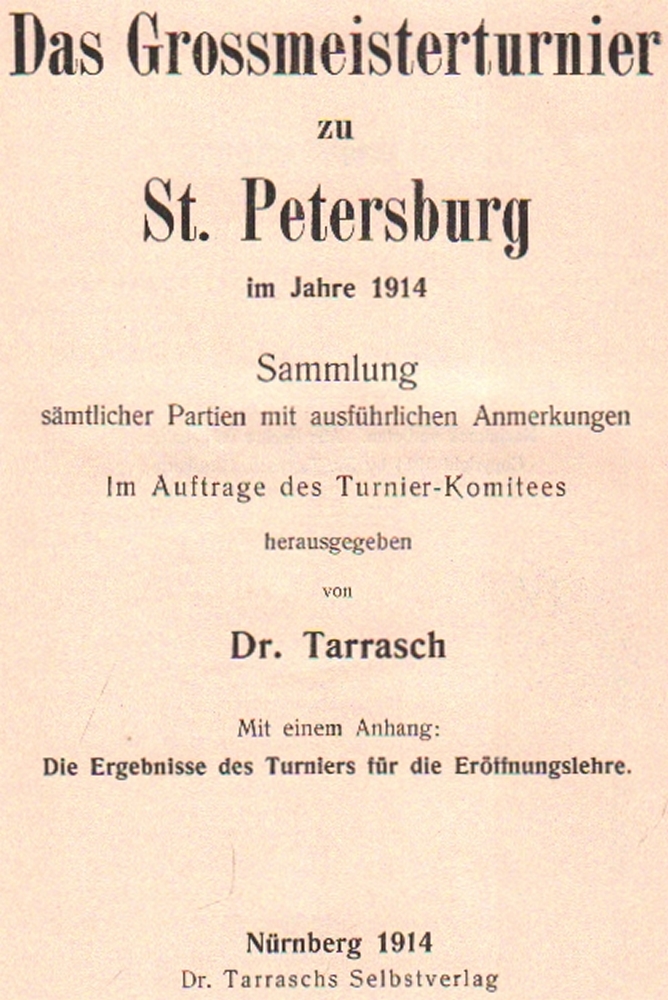 Das Grossmeisterturnier
zu
St. Petersburg
im Jahre 1914
Sammlung
sämtlicher Partien mit ausführlichen Anmerkungen
Im Auftrage des Turnier-Komitees
herausgegeben
von
Dr. Tarrasch
Mit einem Anhang:
Die Ergebnisse des Turniers für die Eröffnungslehre.
Nürnberg 1914
Dr. Tarraschs Selbstverlag